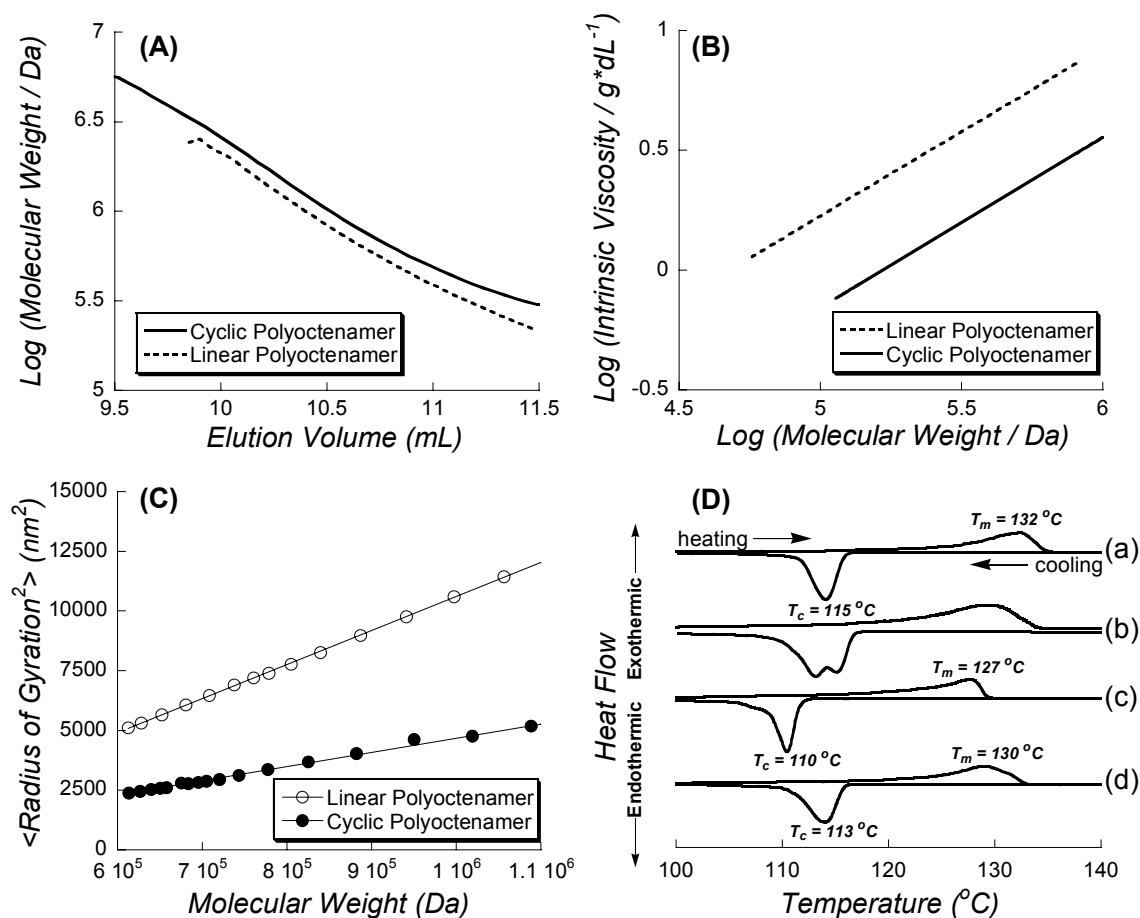 (A)
Log (Molecular Weight / Da)
7
6.5
6
5.5
5
Cyclic Polyoctenamer
Linear Polyoctenamer
9.5 10 10.5 11 11.5
Elution Volume (mL)
(B)
Log (Intrinsic Viscosity / g*dL⁻¹)
1
0.5
0
-0.5
Linear Polyoctenamer
Cyclic Polyoctenamer
4.5 5 5.5 6
Log (Molecular Weight / Da)
(C)
<Radius of Gyration²> (nm²)
15000
12500
10000
7500
5000
2500
0
Linear Polyoctenamer
Cyclic Polyoctenamer
6 10⁵ 7 10⁵ 8 10⁵ 9 10⁵ 1 10⁶ 1.1 10⁶
Molecular Weight (Da)
(D)
Heat Flow
Exothermic
Endothermic
heating
Tm = 132 °C
(a)
cooling
Tc = 115 °C
(b)
Tm = 127 °C
(c)
Tc = 110 °C
Tm = 130 °C
(d)
Tc = 113 °C
100 110 120 130 140
Temperature (°C)